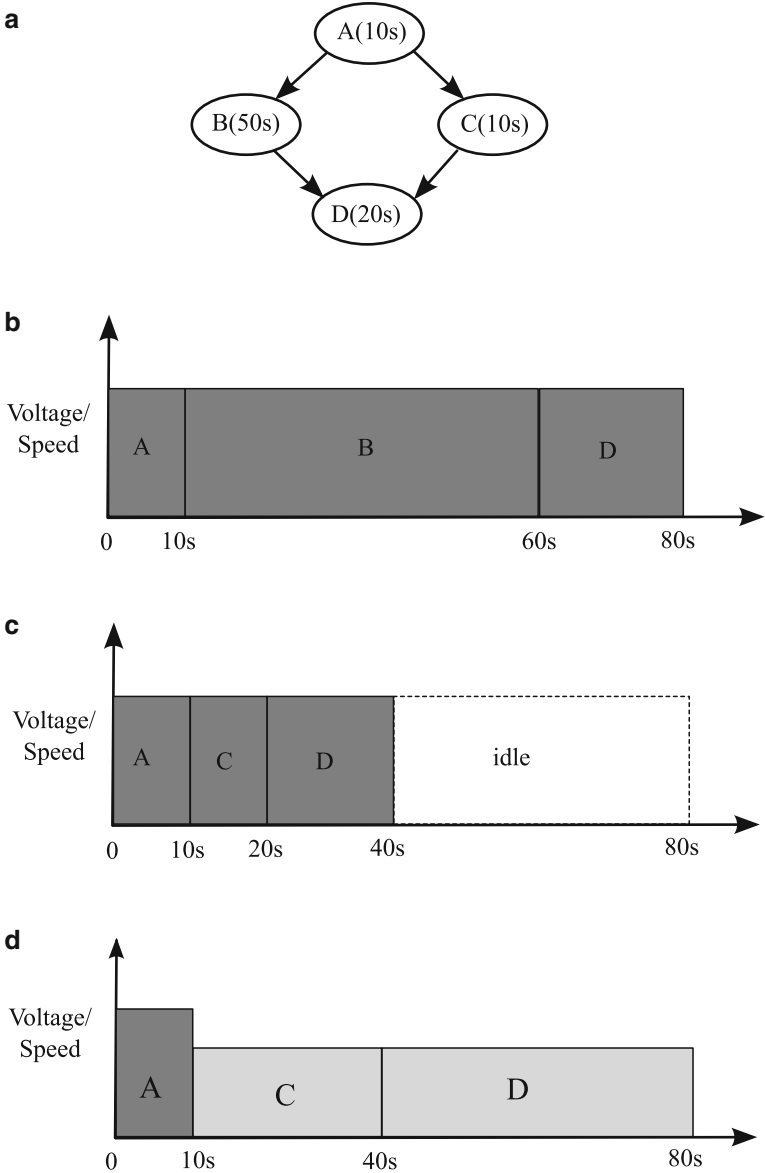 a
A(10s)
B(50s)
C(10s)
D(20s)
b
Voltage/
Speed
A
B
D
0
10s
60s
80s
c
Voltage/
Speed
A
C
D
idle
0
10s
20s
40s
80s
d
Voltage/
Speed
A
C
D
0
10s
40s
80s